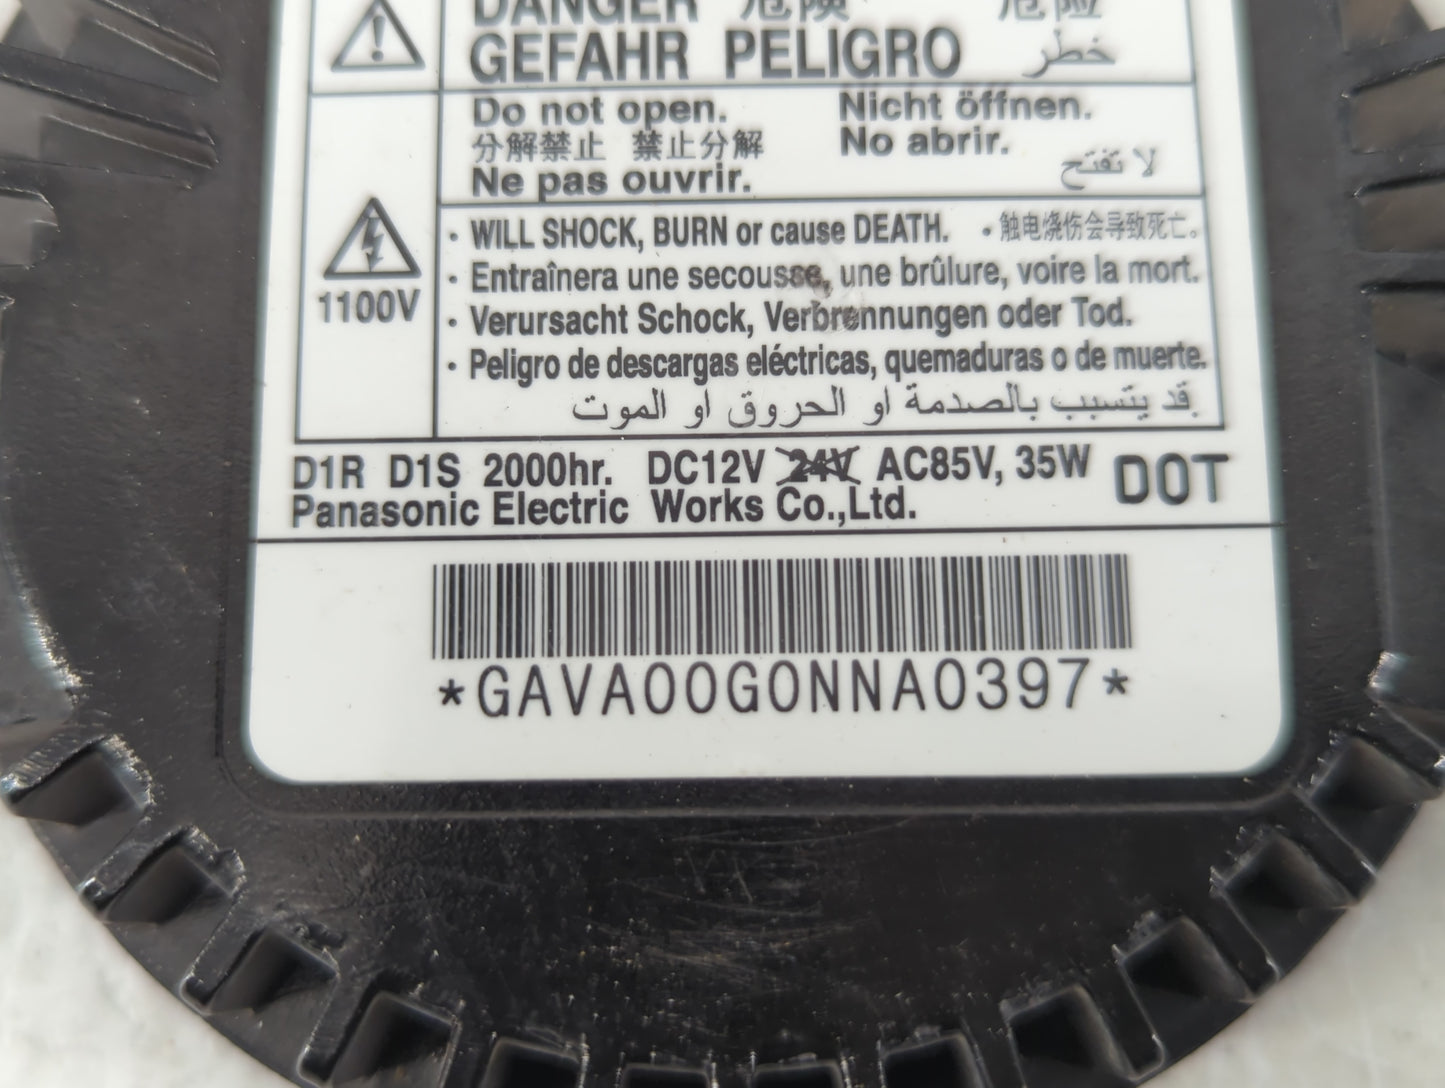 DANGER 危険 危险
GEFAHR PELIGRO خطر
Do not open. Nicht öffnen.
分解禁止 禁止分解 No abrir.
Ne pas ouvrir. لا تفتح
1100V
・WILL SHOCK, BURN or cause DEATH. ・触电烧伤会导致死亡。
・Entraînera une secousse, une brûlure, voire la mort.
・Verursacht Schock, Verbrennungen oder Tod.
・Peligro de descargas eléctricas, quemaduras o de muerte.
قد يتسبب بالصدمة او الحروق او الموت.
D1R D1S 2000hr. DC12V 24V AC85V, 35W DOT
Panasonic Electric Works Co.,Ltd.
*GAVA00G0NNA0397*